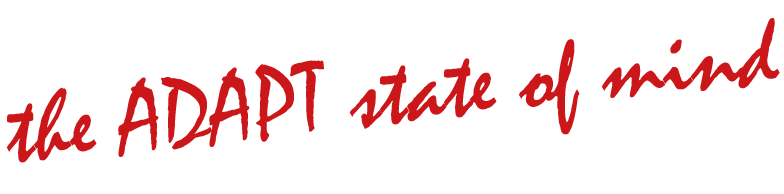 the ADAPT state of mind